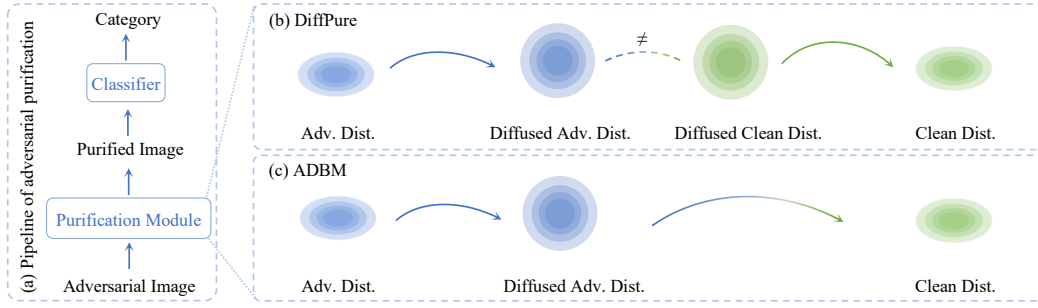 (a) Pipeline of adversarial purification
Category
Classifier
Purified Image
Purification Module
Adversarial Image
(b) DiffPure
≠
Adv. Dist.
Diffused Adv. Dist.
Diffused Clean Dist.
Clean Dist.
(c) ADBM
Adv. Dist.
Diffused Adv. Dist.
Clean Dist.